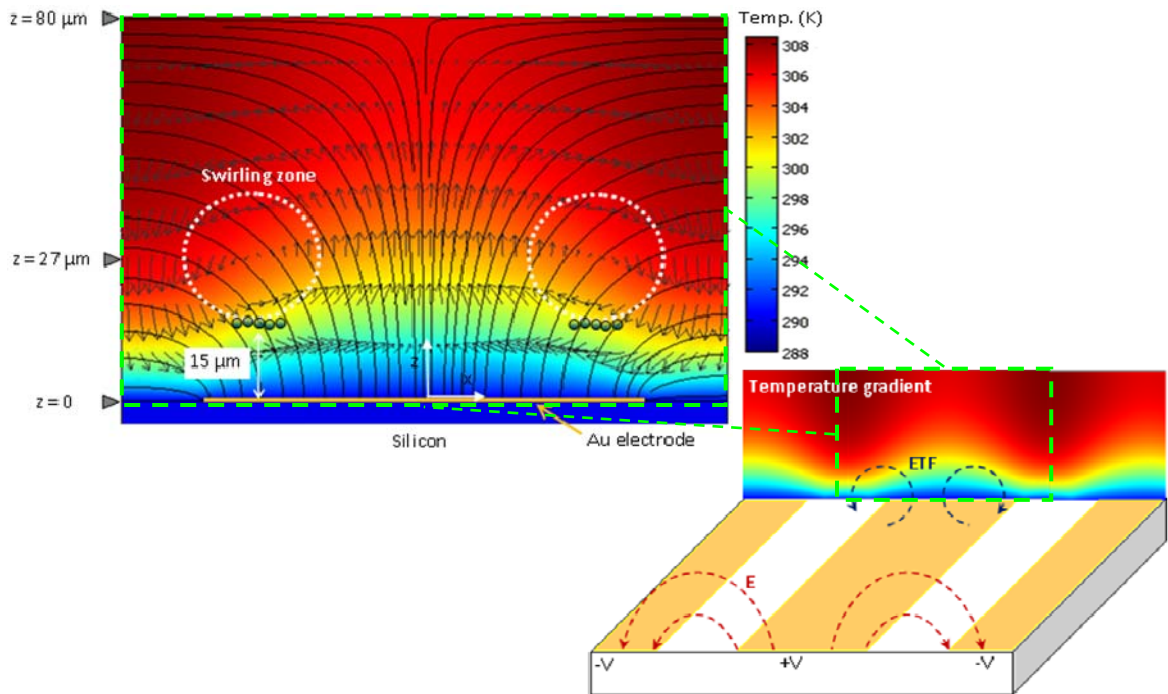 z = 80 µm
Temp. (K)
308
306
304
302
300
298
296
294
292
290
288
Swirling zone
z = 27 µm
15 µm
z
x
z = 0
Silicon
Au electrode
Temperature gradient
ETF
E
-V
+V
-V